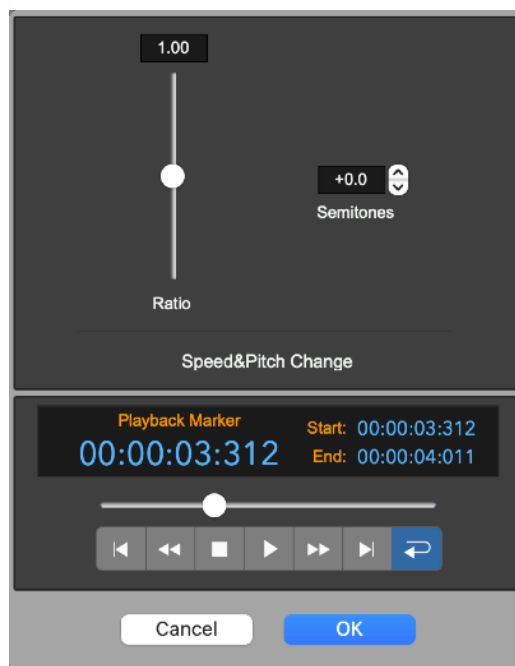 1.00
+0.0
Semitones
Ratio
Speed&Pitch Change
Playback Marker
00:00:03:312
Start: 00:00:03:312
End: 00:00:04:011
Cancel
OK